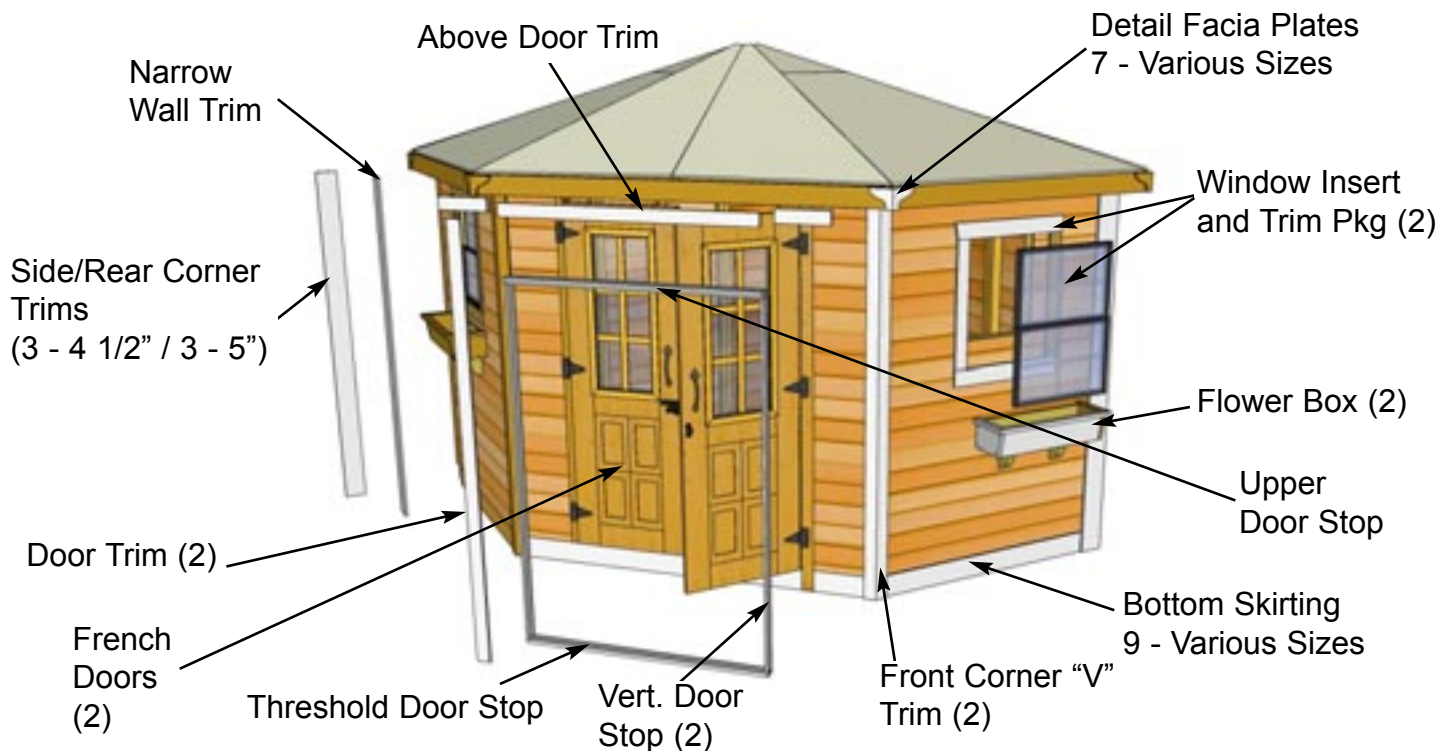 Above Door Trim
Detail Facia Plates
7 - Various Sizes
Narrow
Wall Trim
Window Insert
and Trim Pkg (2)
Side/Rear Corner
Trims
(3 - 4 1/2” / 3 - 5”)
Flower Box (2)
Upper
Door Stop
Door Trim (2)
Bottom Skirting
9 - Various Sizes
French
Doors
(2)
Threshold Door Stop
Vert. Door
Stop (2)
Front Corner “V”
Trim (2)